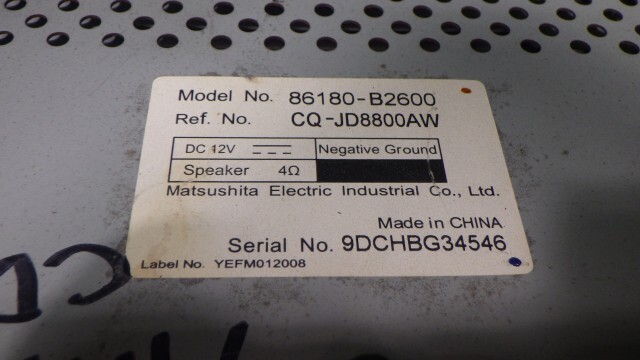 Model No. 86180-B2600
Ref. No. CQ-JD8800AW
DC 12V Negative Ground
Speaker 4Ω
Matsushita Electric Industrial Co., Ltd.
Made in CHINA
Serial No. 9DCHBG34546
Label No. YEFM012008
CD